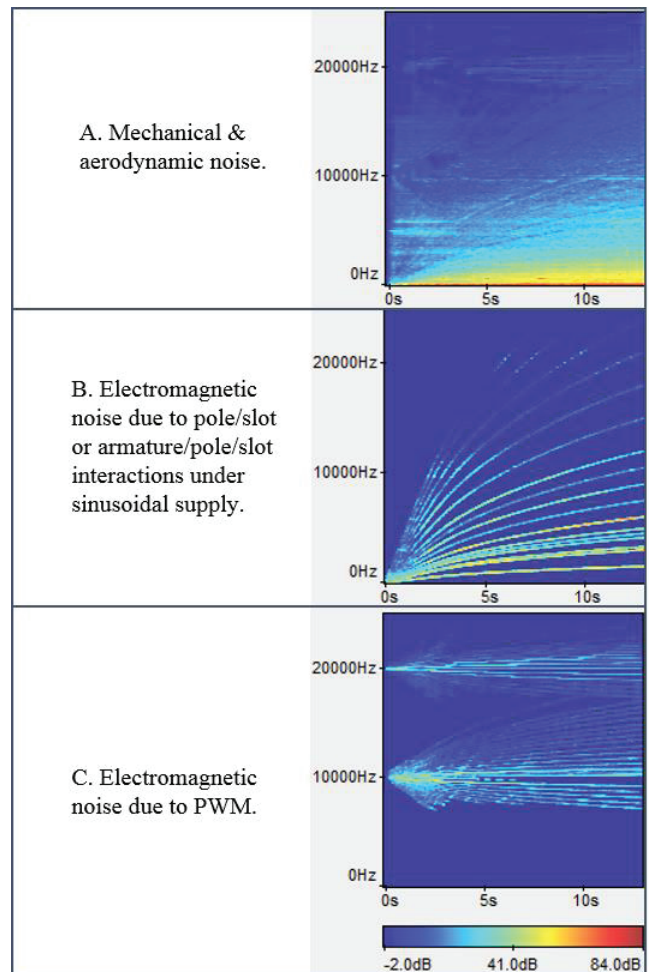 20000Hz
A. Mechanical &
aerodynamic noise.
10000Hz
0Hz
0s 5s 10s
20000Hz
B. Electromagnetic
noise due to pole/slot
or armature/pole/slot
interactions under
sinusoidal supply.
10000Hz
0Hz
0s 5s 10s
20000Hz
C. Electromagnetic
noise due to PWM.
10000Hz
0Hz
0s 5s 10s
-2.0dB 41.0dB 84.0dB